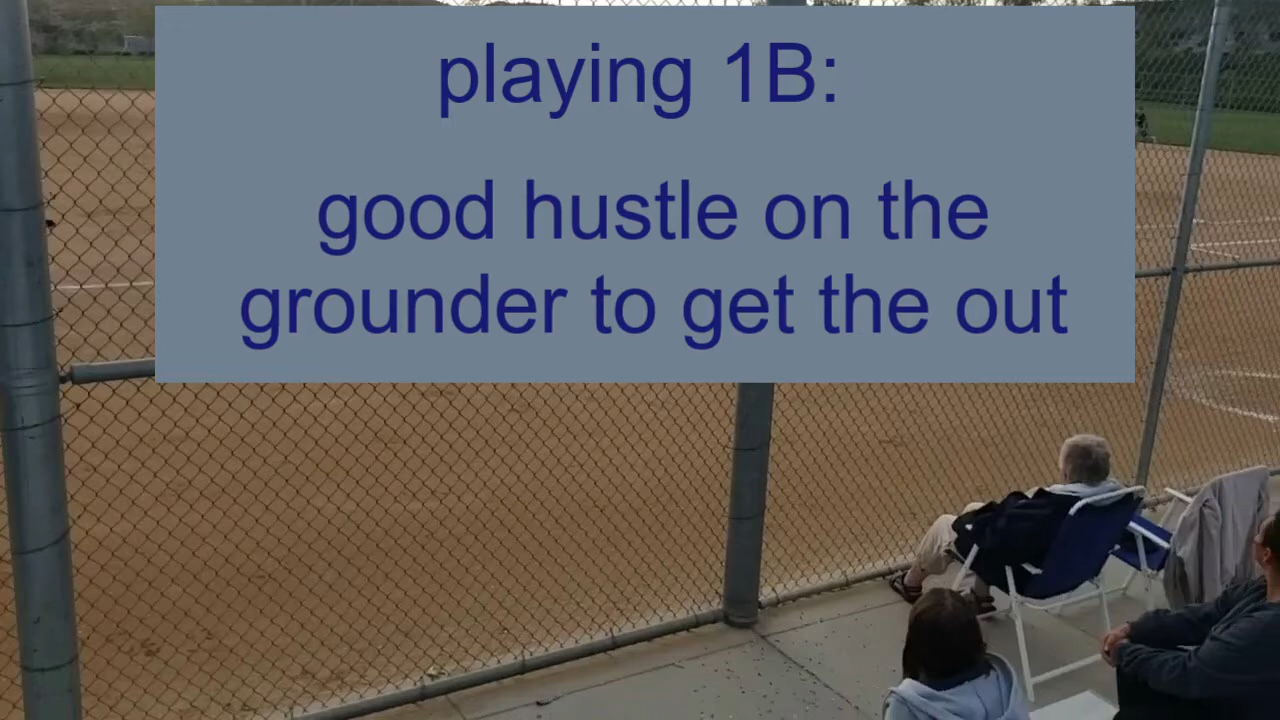 playing 1B:
good hustle on the
grounder to get the out